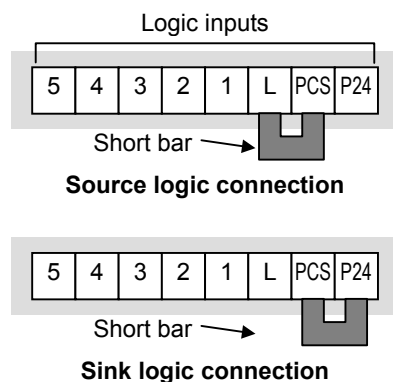 Logic inputs
5 4 3 2 1 L PCS P24
Short bar
Source logic connection
5 4 3 2 1 L PCS P24
Short bar
Sink logic connection